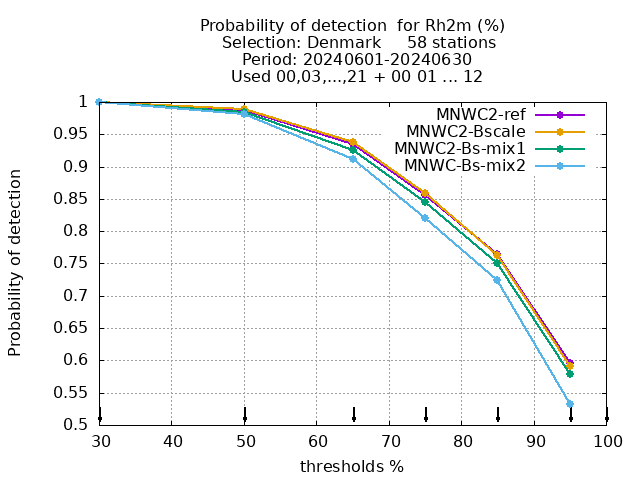 Probability of detection  for Rh2m (%)
Selection: Denmark     58 stations
Period: 20240601-20240630
Used 00,03,...,21 + 00 01 ... 12
MNWC2-ref
MNWC2-Bscale
MNWC2-Bs-mix1
MNWC-Bs-mix2
1
0.95
0.9
0.85
0.8
0.75
0.7
0.65
0.6
0.55
0.5
Probability of detection
30 40 50 60 70 80 90 100
thresholds %